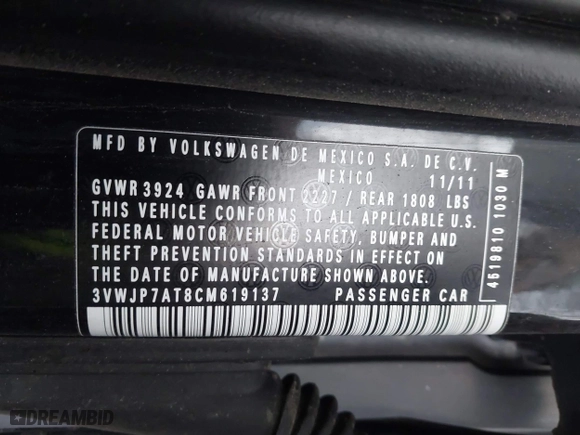 MFD BY VOLKSWAGEN DE MEXICO S.A. DE C.V.
MEXICO 11/11
GVWR 3924 GAWR FRONT 2227 / REAR 1808 LBS
THIS VEHICLE CONFORMS TO ALL APPLICABLE U.S.
FEDERAL MOTOR VEHICLE SAFETY, BUMPER AND
THEFT PREVENTION STANDARDS IN EFFECT ON
THE DATE OF MANUFACTURE SHOWN ABOVE.
3VWJP7AT8CM619137 PASSENGER CAR
4619810 1030 M
DREAMBID